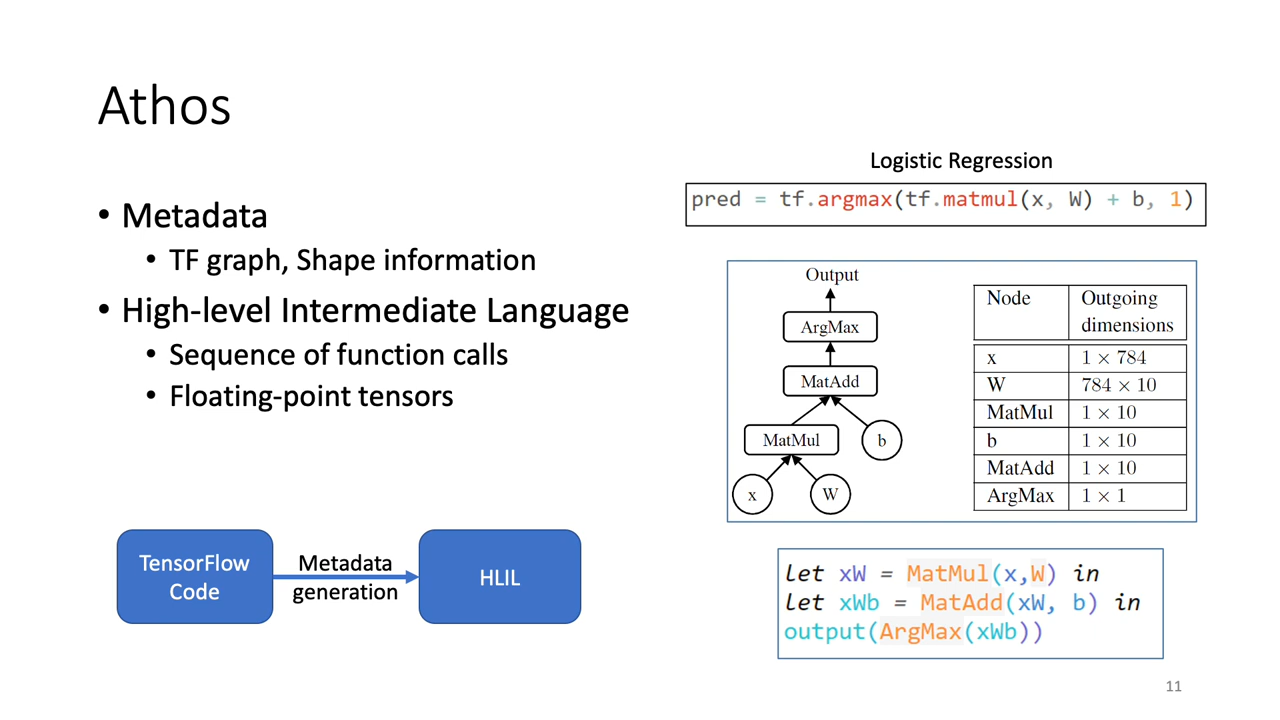 Athos
• Metadata
• TF graph, Shape information
• High-level Intermediate Language
• Sequence of function calls
• Floating-point tensors
TensorFlow
Code
Metadata
generation
HLIL
Logistic Regression
pred = tf.argmax(tf.matmul(x, W) + b, 1)
Output
ArgMax
MatAdd
MatMul
b
x
W
Node Outgoing
dimensions
x 1 × 784
W 784 × 10
MatMul 1 × 10
b 1 × 10
MatAdd 1 × 10
ArgMax 1 × 1
let xW = MatMul(x,W) in
let xWb = MatAdd(xW, b) in
output(ArgMax(xWb))
11